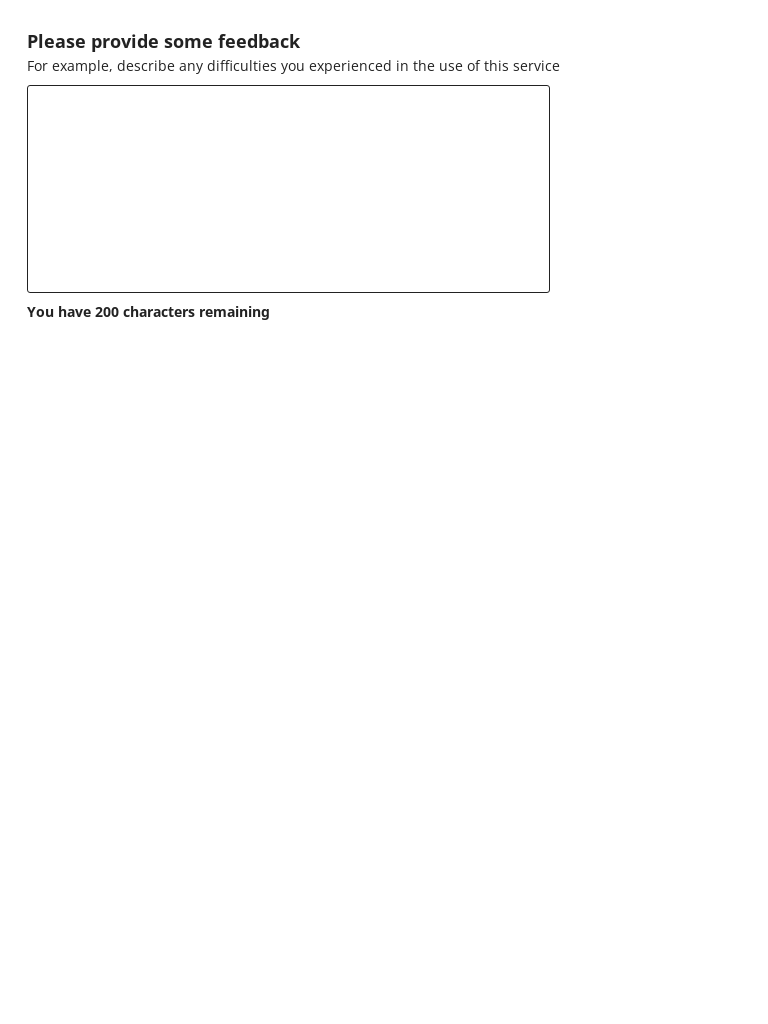 Please provide some feedback
For example, describe any difficulties you experienced in the use of this service
You have 200 characters remaining